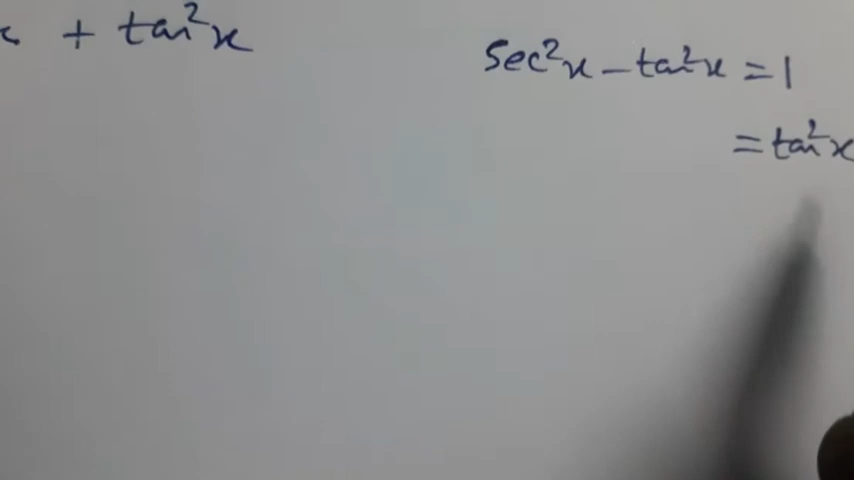 x + tan²x
sec²x - tan²x = 1
= tan²x